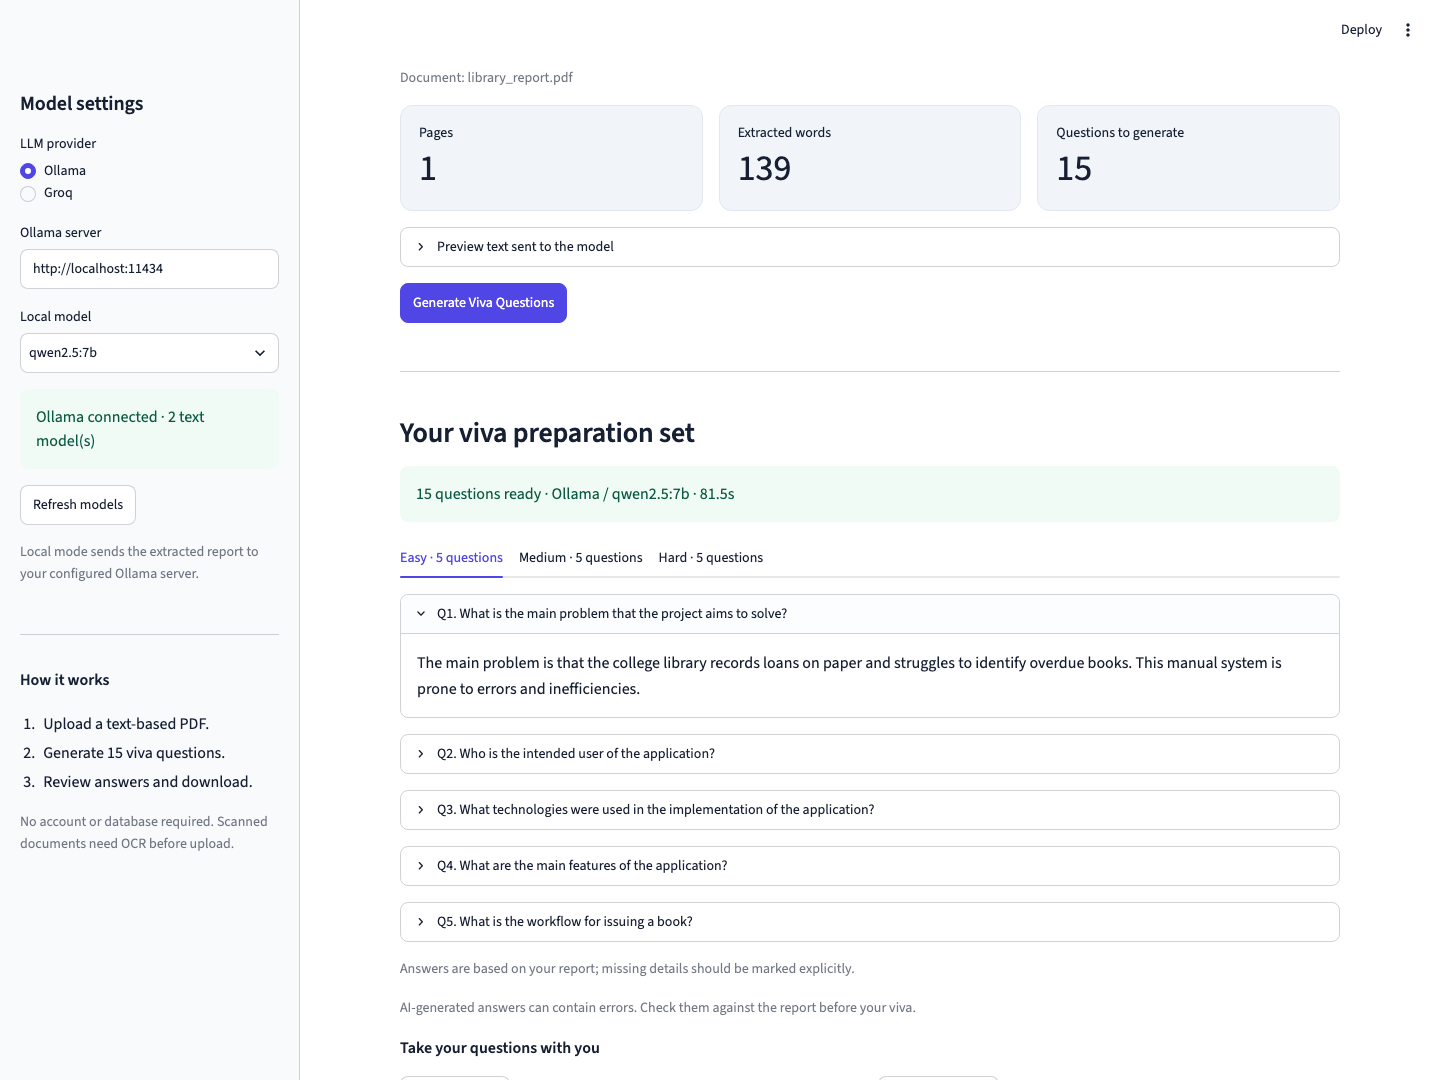 Deploy
Model settings
LLM provider
Ollama
Groq
Ollama server
http://localhost:11434
Local model
qwen2.5:7b
Ollama connected · 2 text
model(s)
Refresh models
Local mode sends the extracted report to
your configured Ollama server.
How it works
1. Upload a text-based PDF.
2. Generate 15 viva questions.
3. Review answers and download.
No account or database required. Scanned
documents need OCR before upload.
Document: library_report.pdf
Pages
1
Extracted words
139
Questions to generate
15
Preview text sent to the model
Generate Viva Questions
Your viva preparation set
15 questions ready · Ollama / qwen2.5:7b · 81.5s
Easy · 5 questions Medium · 5 questions Hard · 5 questions
Q1. What is the main problem that the project aims to solve?
The main problem is that the college library records loans on paper and struggles to identify overdue books. This manual system is
prone to errors and inefficiencies.
Q2. Who is the intended user of the application?
Q3. What technologies were used in the implementation of the application?
Q4. What are the main features of the application?
Q5. What is the workflow for issuing a book?
Answers are based on your report; missing details should be marked explicitly.
AI-generated answers can contain errors. Check them against the report before your viva.
Take your questions with you